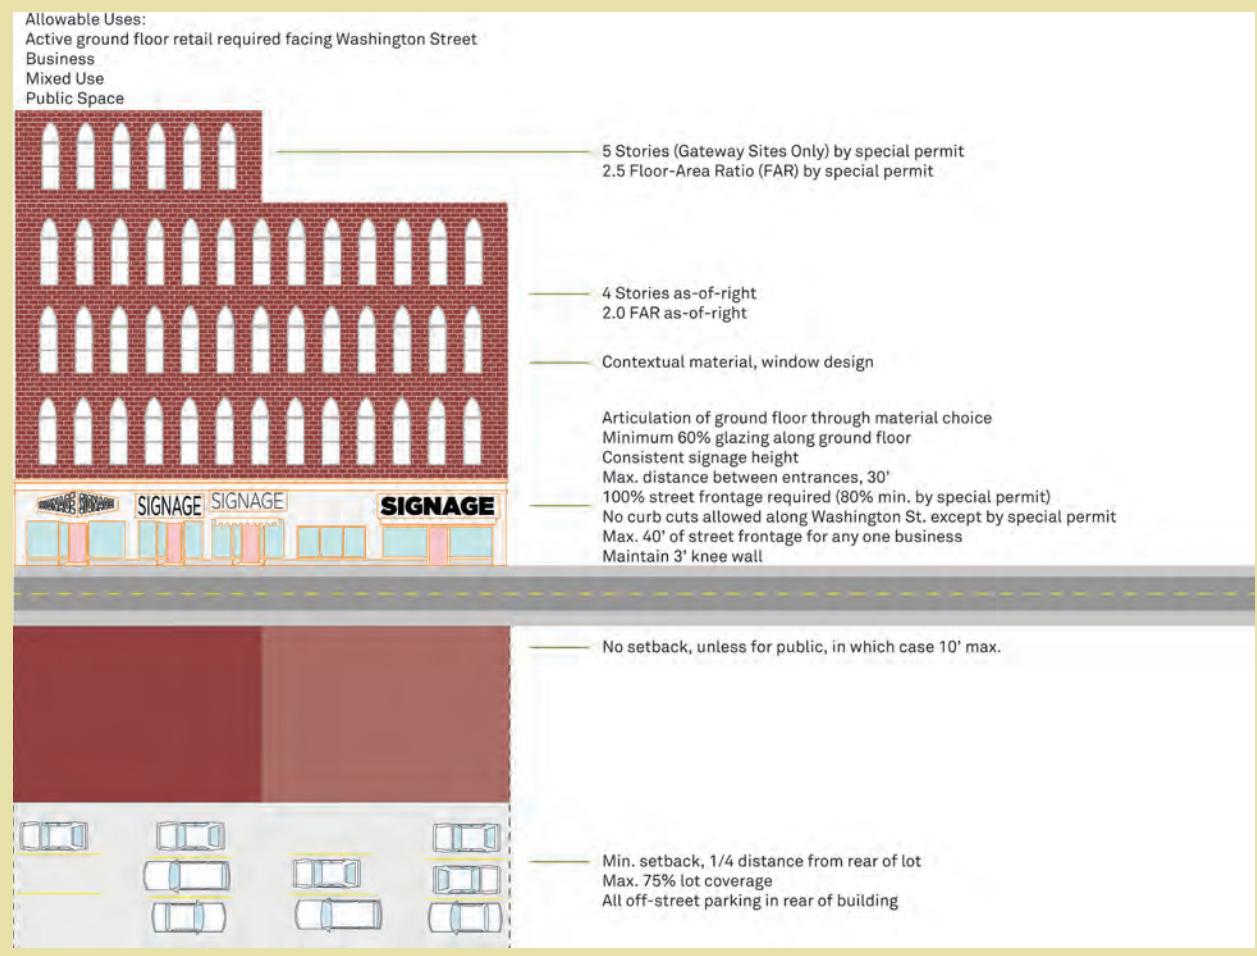 Allowable Uses:
Active ground floor retail required facing Washington Street
Business
Mixed Use
Public Space
5 Stories (Gateway Sites Only) by special permit
2.5 Floor-Area Ratio (FAR) by special permit
4 Stories as-of-right
2.0 FAR as-of-right
Contextual material, window design
Articulation of ground floor through material choice
Minimum 60% glazing along ground floor
Consistent signage height
Max. distance between entrances, 30'
100% street frontage required (80% min. by special permit)
No curb cuts allowed along Washington St. except by special permit
Max. 40' of street frontage for any one business
Maintain 3' knee wall
SIGNAGE SIGNAGE SIGNAGE SIGNAGE SIGNAGE
No setback, unless for public, in which case 10' max.
Min. setback, 1/4 distance from rear of lot
Max. 75% lot coverage
All off-street parking in rear of building